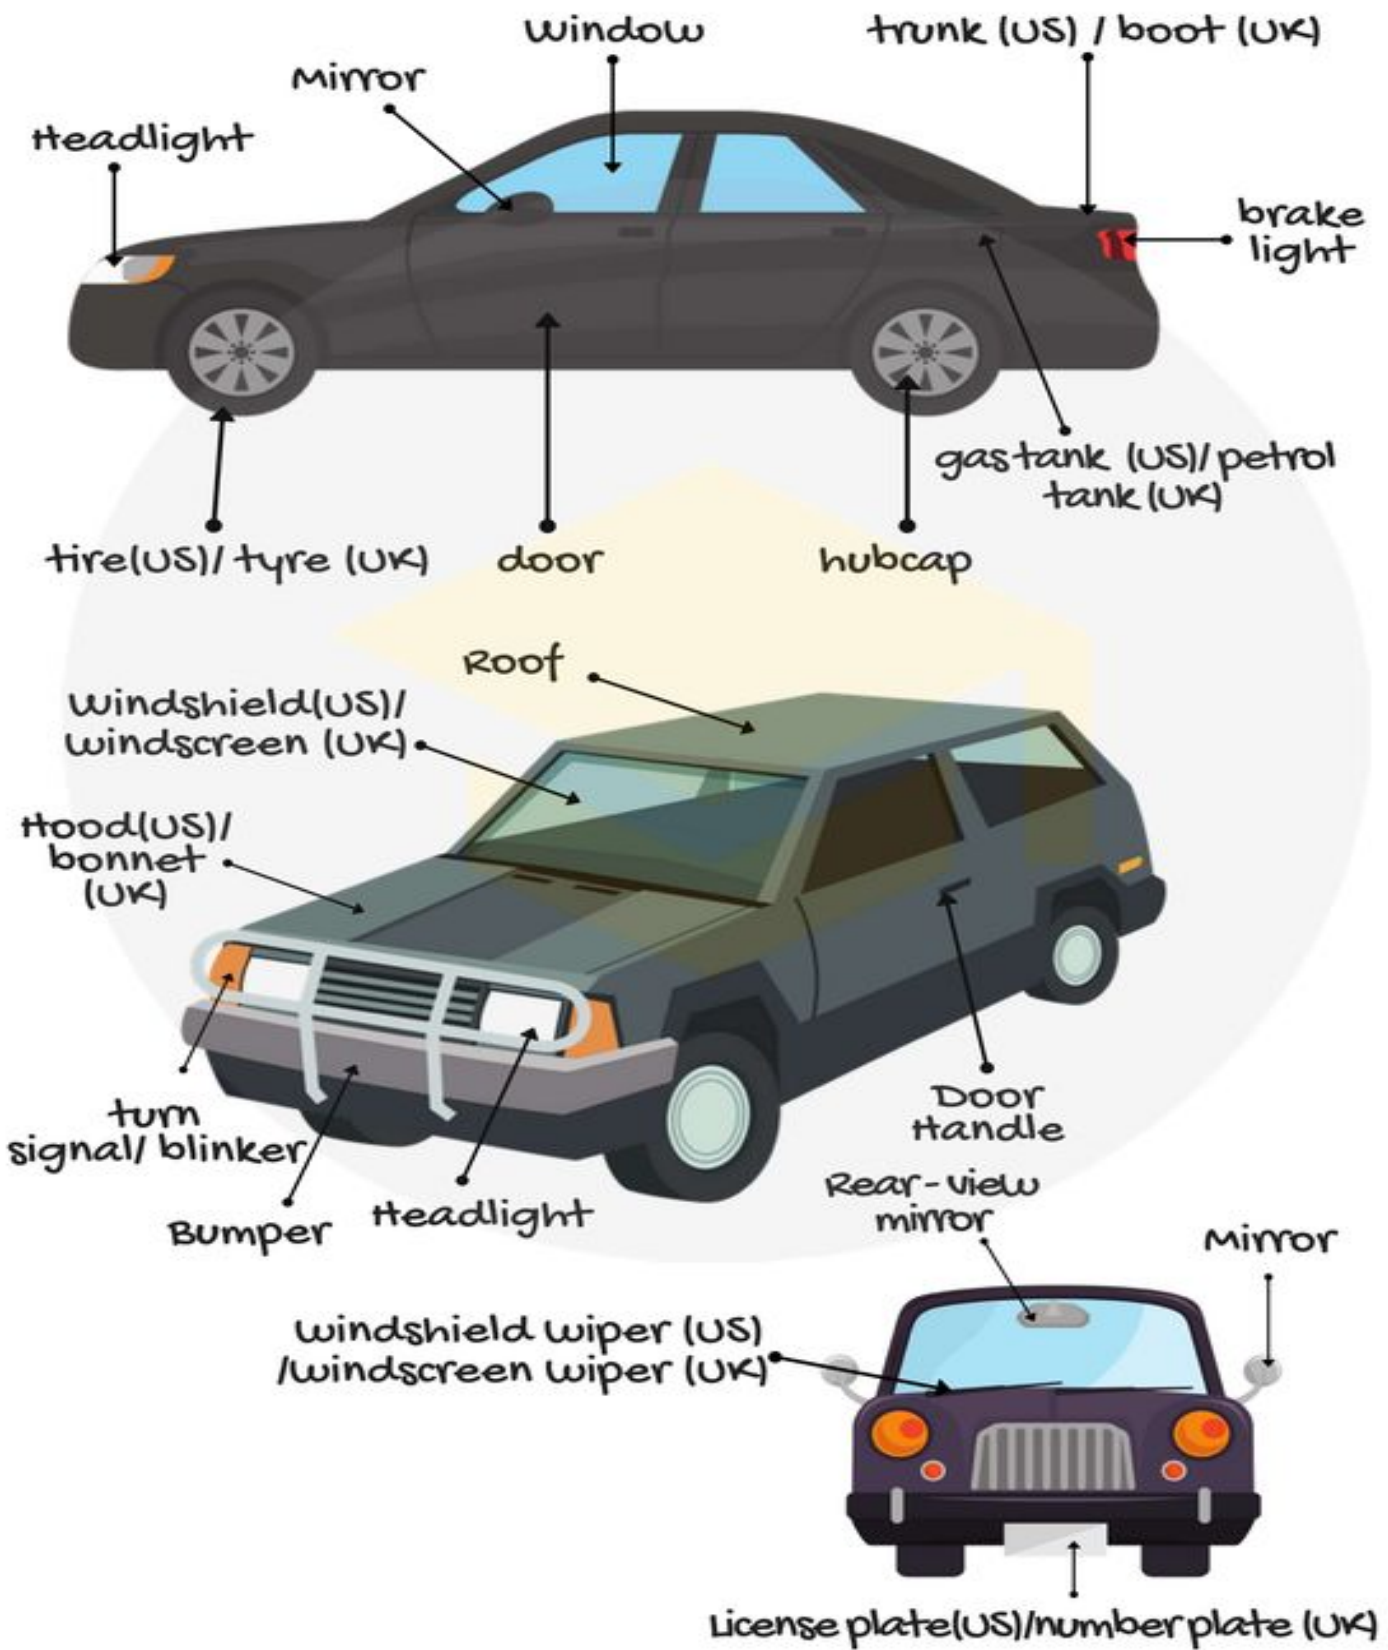 Window
trunk (US) / boot (UK)
Mirror
Headlight
brake
light
gas tank (US)/petrol
tank (UK)
tire(US)/ tyre (UK)
door
hubcap
Roof
Windshield(US)/
windscreen (UK)
Hood(US)/
bonnet
(UK)
turn
signal/ blinker
Bumper
Headlight
Door
Handle
Rear-view
mirror
Mirror
Windshield wiper (US)
/windscreen wiper (UK)
License plate(US)/number plate (UK)